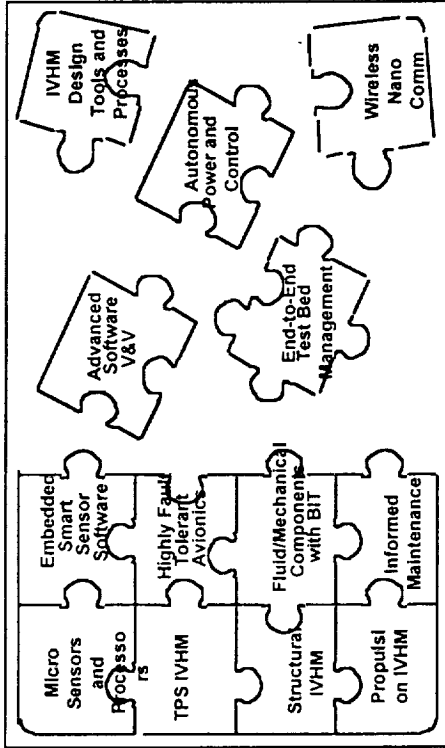 Micro
Sensors
and
Processo
rs
Embedded
Smart
Sensor
Software
Advanced
Software
V&V
IVHM
Design
Tools and
Processes
TPS IVHM
Highly Fault
Tolerant
Avionics
Autonomous
Power and
Control
Structural
IVHM
Fluid/Mechanical
Components
with BIT
End-to-End
Test Bed
Management
Propulsi
on IVHM
Informed
Maintenance
Wireless
Nano
Comm